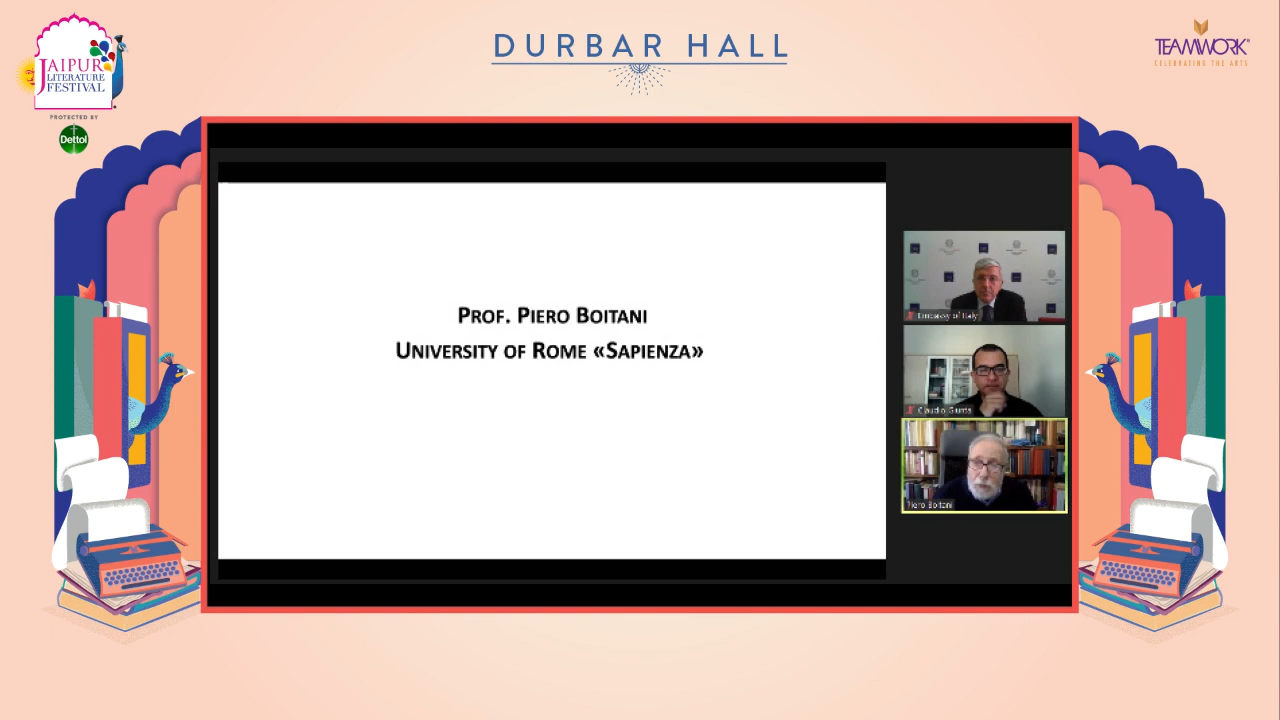 JAIPUR
LITERATURE
FESTIVAL
PROTECTED BY
Dettol
DURBAR HALL
TEAMWORK
CELEBRATING THE ARTS
PROF. PIERO BOITANI
UNIVERSITY OF ROME «SAPIENZA»
Embassy of Italy
Claudio Giunta
Piero Boitani